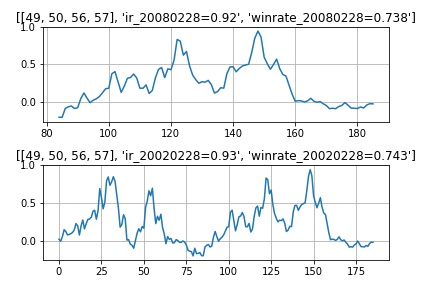 [[49, 50, 56, 57], 'ir_20080228=0.92', 'winrate_20080228=0.738']
1.0
0.5
0.0
80 100 120 140 160 180
[[49, 50, 56, 57], 'ir_20020228=0.93', 'winrate_20020228=0.743']
1.0
0.5
0.0
0 25 50 75 100 125 150 175